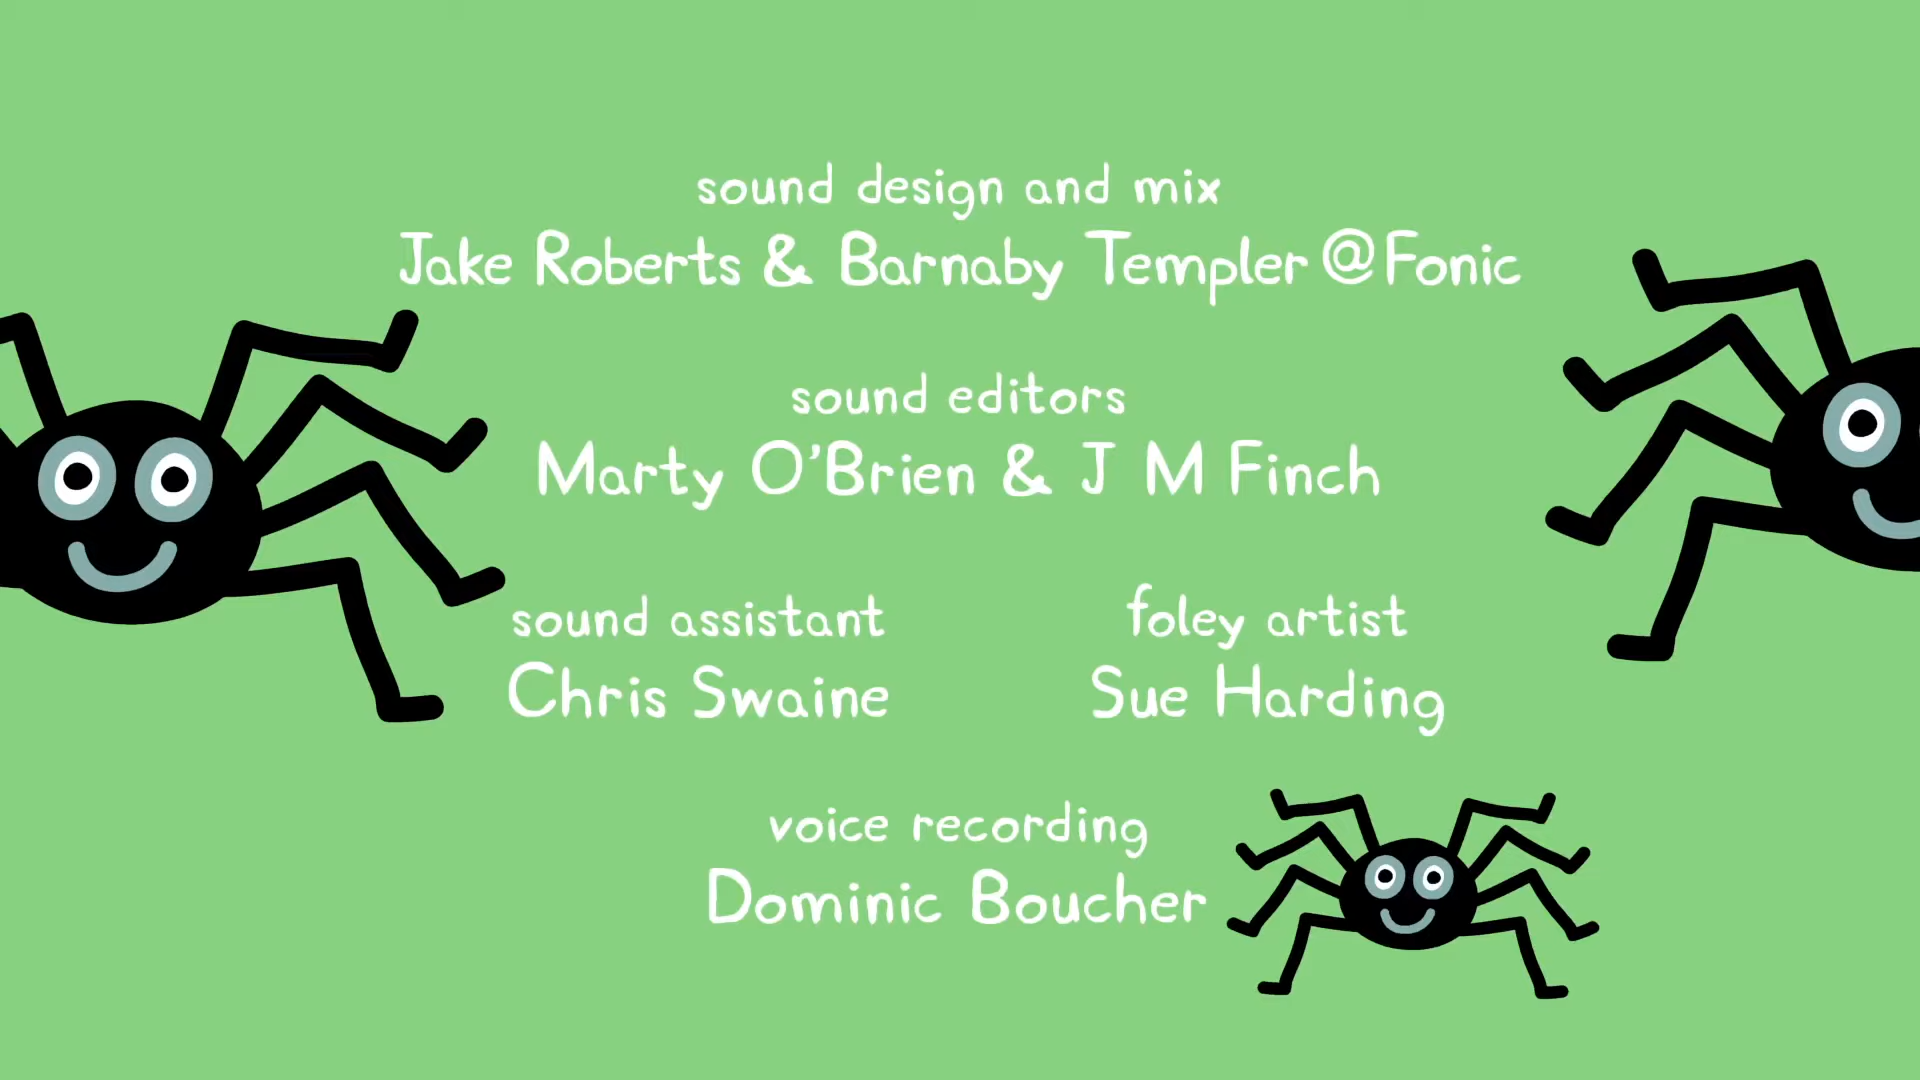 sound design and mix
Jake Roberts & Barnaby Templer @Fonic
sound editors
Marty O'Brien & J M Finch
sound assistant
Chris Swaine
foley artist
Sue Harding
voice recording
Dominic Boucher